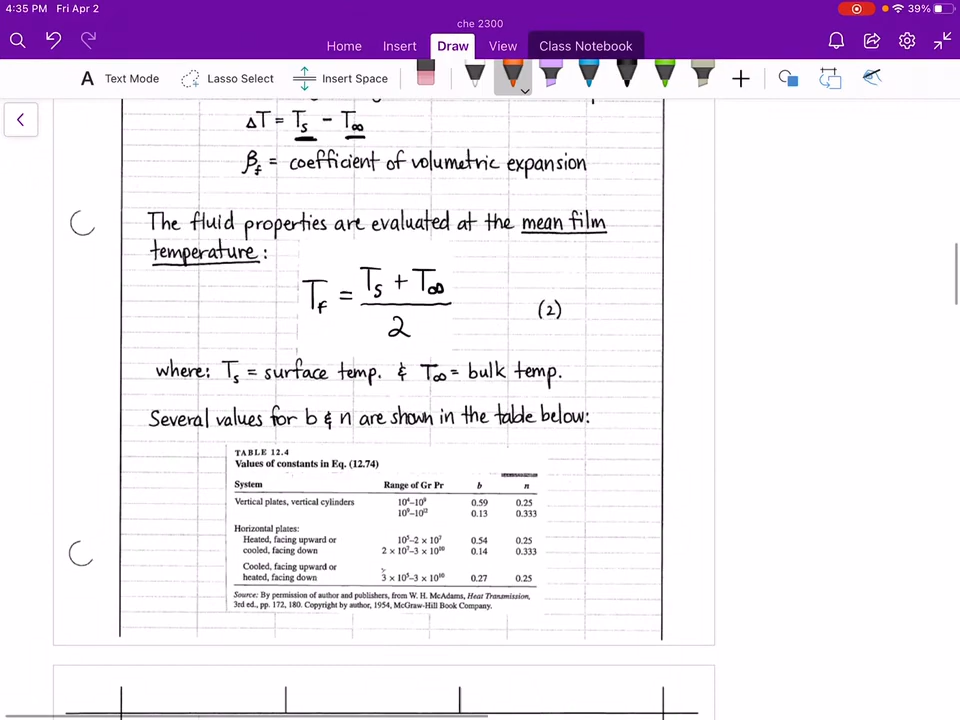 4:35 PM Fri Apr 2
39%
che 2300
Home Insert Draw View Class Notebook
A Text Mode Lasso Select Insert Space
ΔT = Ts - T∞
βf = coefficient of volumetric expansion
The fluid properties are evaluated at the mean film
temperature:
Tf = (Ts + T∞) / 2 (2)
where: Ts = surface temp. & T∞ = bulk temp.
Several values for b & n are shown in the table below:
TABLE 12.4
Values of constants in Eq. (12.74)
System Range of Gr Pr b n
Vertical plates, vertical cylinders 10⁴–10⁹ 0.59 0.25
10⁹–10¹² 0.13 0.333
Horizontal plates:
Heated, facing upward or 10⁵–2 × 10⁷ 0.54 0.25
cooled, facing down 2 × 10⁷–3 × 10¹⁰ 0.14 0.333
Cooled, facing upward or
heated, facing down 3 × 10⁵–3 × 10¹⁰ 0.27 0.25
Source: By permission of author and publishers, from W. H. McAdams, Heat Transmission,
3rd ed., pp. 172, 180. Copyright by author, 1954, McGraw-Hill Book Company.